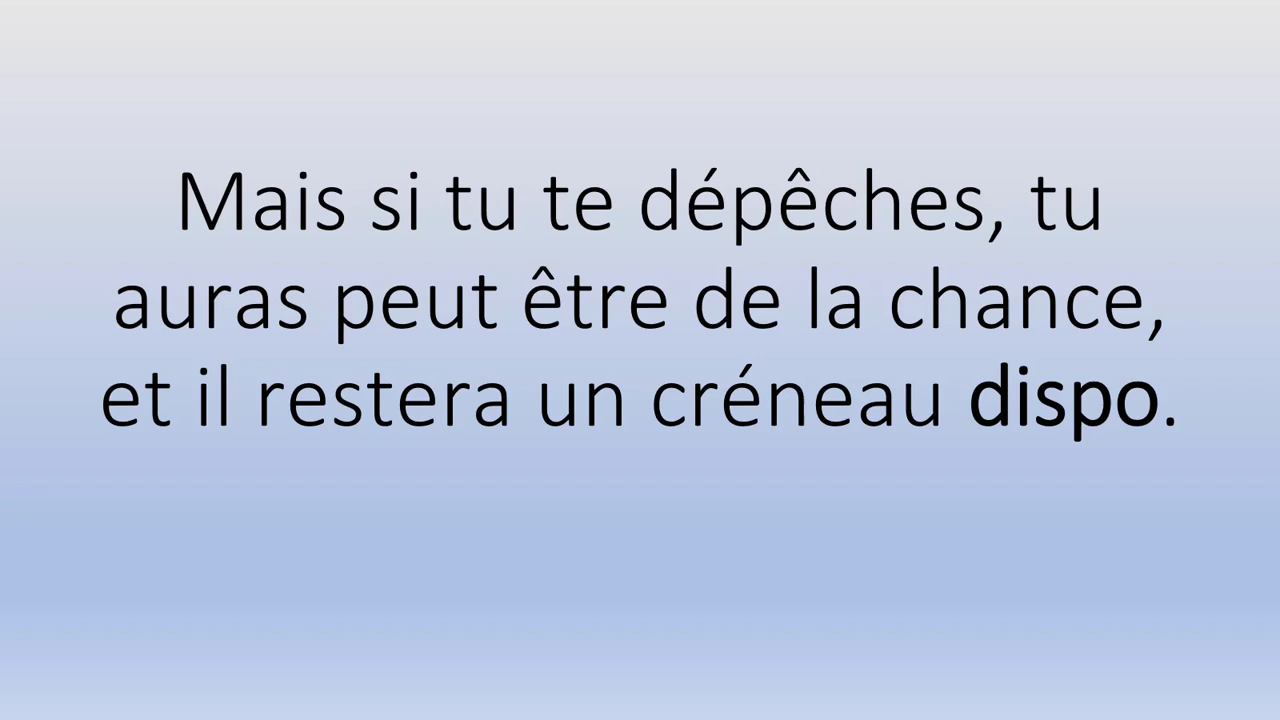 Mais si tu te dépêches, tu
auras peut être de la chance,
et il restera un créneau dispo.